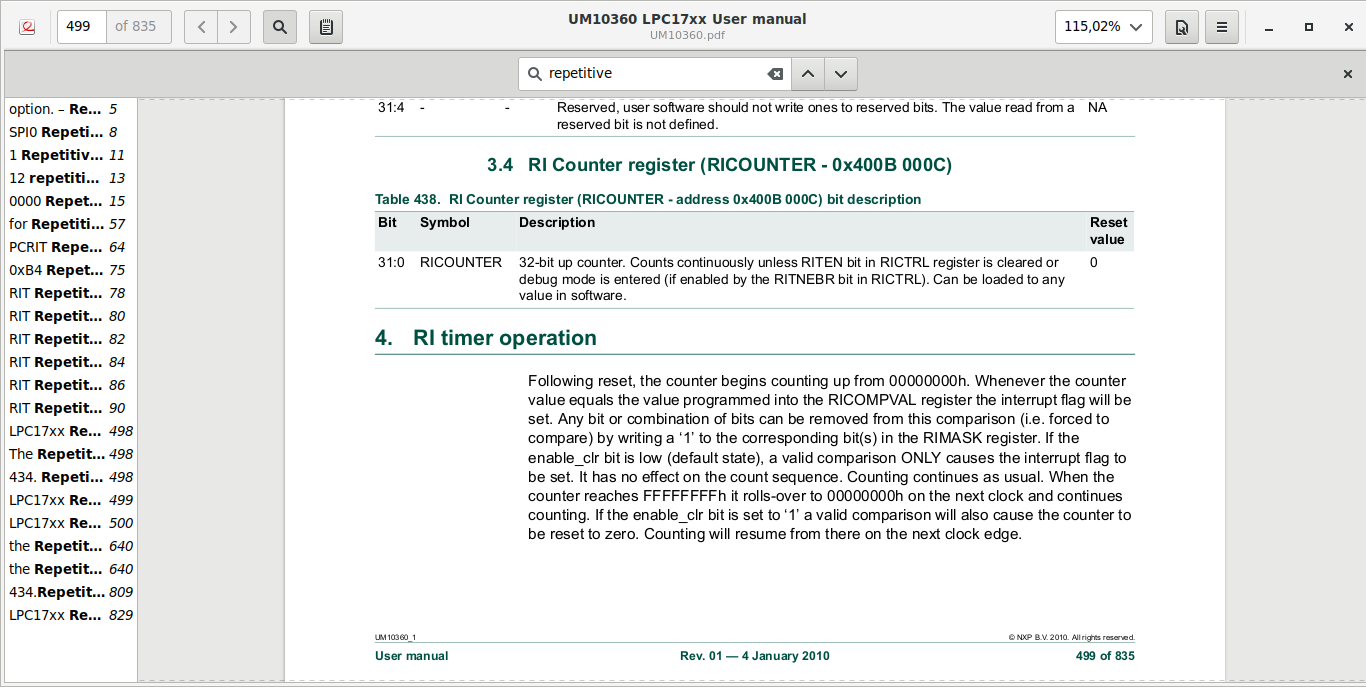 499
of 835
UM10360 LPC17xx User manual
UM10360.pdf
115,02%
repetitive
option. – Re... 5
SPI0 Repeti... 8
1 Repetitiv... 11
12 repetiti... 13
0000 Repet... 15
for Repetiti... 57
PCRIT Repe... 64
0xB4 Repet... 75
RIT Repetit... 78
RIT Repetit... 80
RIT Repetit... 82
RIT Repetit... 84
RIT Repetit... 86
RIT Repetit... 90
LPC17xx Re... 498
The Repetit... 498
434. Repeti... 498
LPC17xx Re... 499
LPC17xx Re... 500
the Repetit... 640
the Repetit... 640
434.Repetit... 809
LPC17xx Re... 829
31:4 - - Reserved, user software should not write ones to reserved bits. The value read from a NA
reserved bit is not defined.
3.4 RI Counter register (RICOUNTER - 0x400B 000C)
Table 438. RI Counter register (RICOUNTER - address 0x400B 000C) bit description
Bit Symbol Description Reset
value
31:0 RICOUNTER 32-bit up counter. Counts continuously unless RITEN bit in RICTRL register is cleared or 0
debug mode is entered (if enabled by the RITNEBR bit in RICTRL). Can be loaded to any
value in software.
4. RI timer operation
Following reset, the counter begins counting up from 00000000h. Whenever the counter
value equals the value programmed into the RICOMPVAL register the interrupt flag will be
set. Any bit or combination of bits can be removed from this comparison (i.e. forced to
compare) by writing a ‘1’ to the corresponding bit(s) in the RIMASK register. If the
enable_clr bit is low (default state), a valid comparison ONLY causes the interrupt flag to
be set. It has no effect on the count sequence. Counting continues as usual. When the
counter reaches FFFFFFFFh it rolls-over to 00000000h on the next clock and continues
counting. If the enable_clr bit is set to ‘1’ a valid comparison will also cause the counter to
be reset to zero. Counting will resume from there on the next clock edge.
UM10360_1 © NXP B.V. 2010. All rights reserved.
User manual Rev. 01 — 4 January 2010 499 of 835